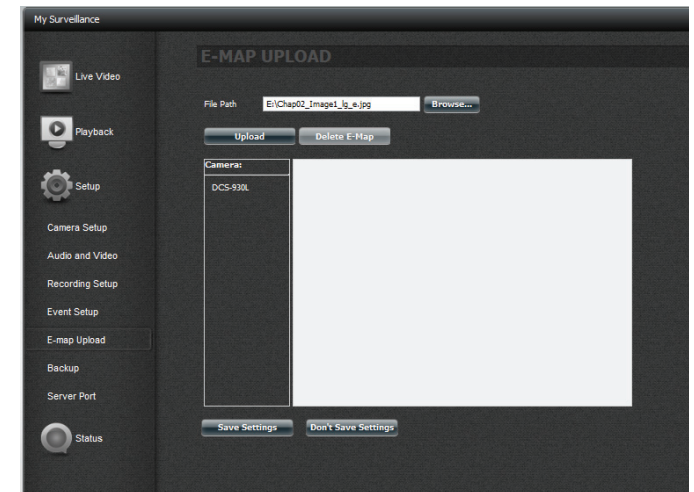 My Surveillance
Live Video
Playback
Setup
Camera Setup
Audio and Video
Recording Setup
Event Setup
E-map Upload
Backup
Server Port
Status
E-MAP UPLOAD
File Path E:\Chap02_Image1_lg_e.jpg Browse...
Upload Delete E-Map
Camera:
DCS-930L
Save Settings Don't Save Settings